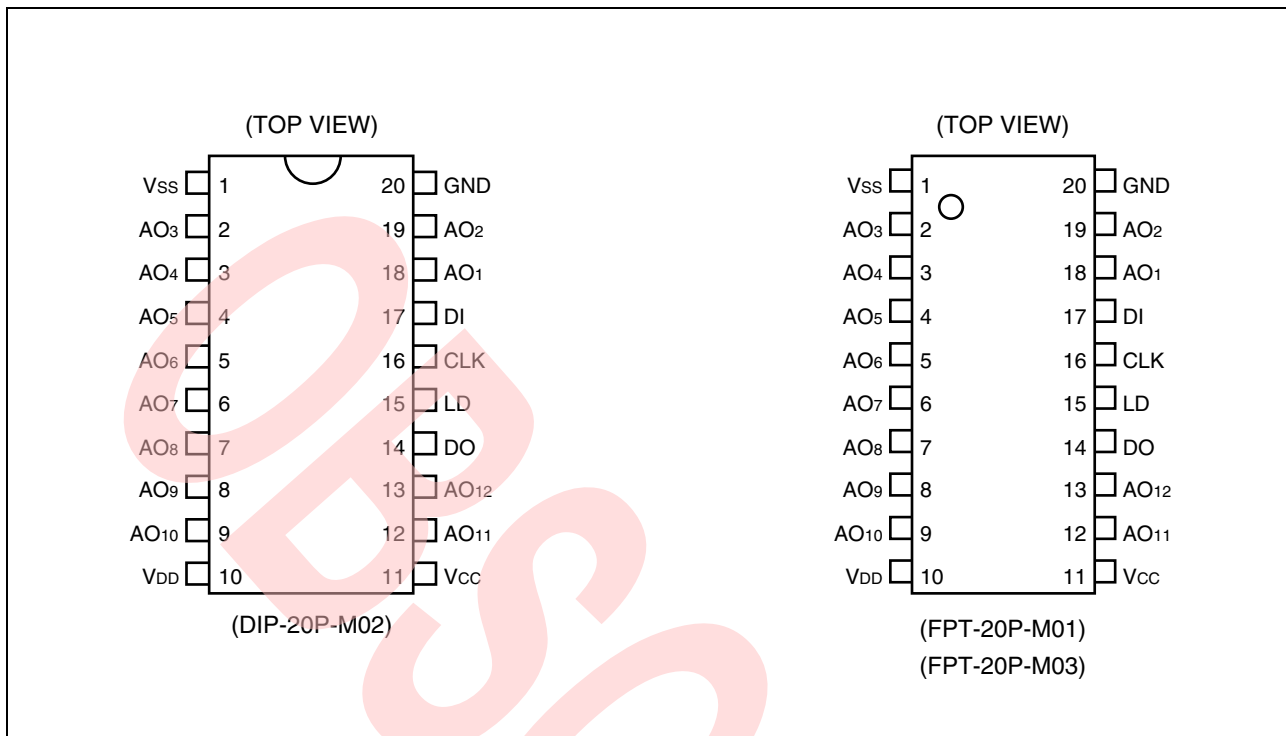 (TOP VIEW)
VSS 1 20 GND
AO3 2 19 AO2
AO4 3 18 AO1
AO5 4 17 DI
AO6 5 16 CLK
AO7 6 15 LD
AO8 7 14 DO
AO9 8 13 AO12
AO10 9 12 AO11
VDD 10 11 VCC
(DIP-20P-M02)
(TOP VIEW)
VSS 1 20 GND
AO3 2 19 AO2
AO4 3 18 AO1
AO5 4 17 DI
AO6 5 16 CLK
AO7 6 15 LD
AO8 7 14 DO
AO9 8 13 AO12
AO10 9 12 AO11
VDD 10 11 VCC
(FPT-20P-M01)
(FPT-20P-M03)
OBSO